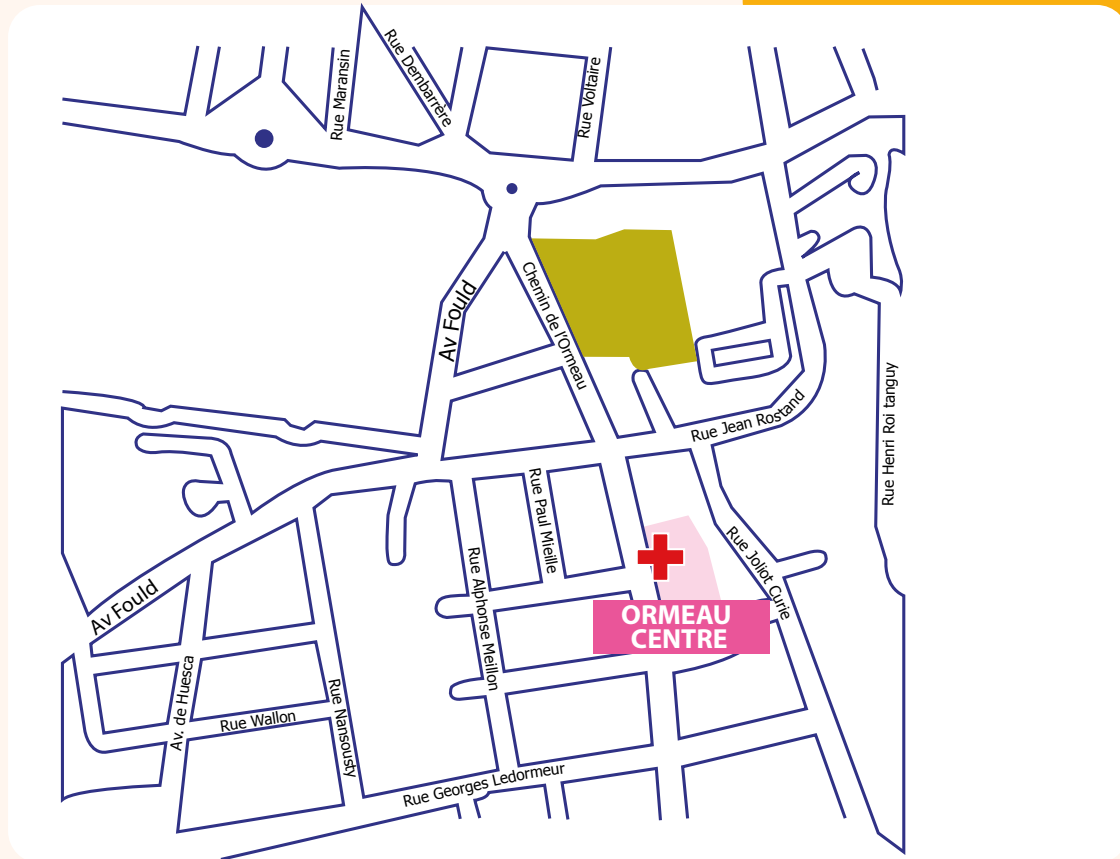 Rue Dembarrère
Rue Maransin
Rue Voltaire
Av Fould
Chemin de l'Ormeau
Rue Jean Rostand
Rue Henri Roi tanguy
Rue Paul Mieille
Rue Joliot Curie
Rue Alphonse Meillon
Av Fould
ORMEAU
CENTRE
Av. de Huesca
Rue Wallon
Rue Nansousty
Rue Georges Ledormeur